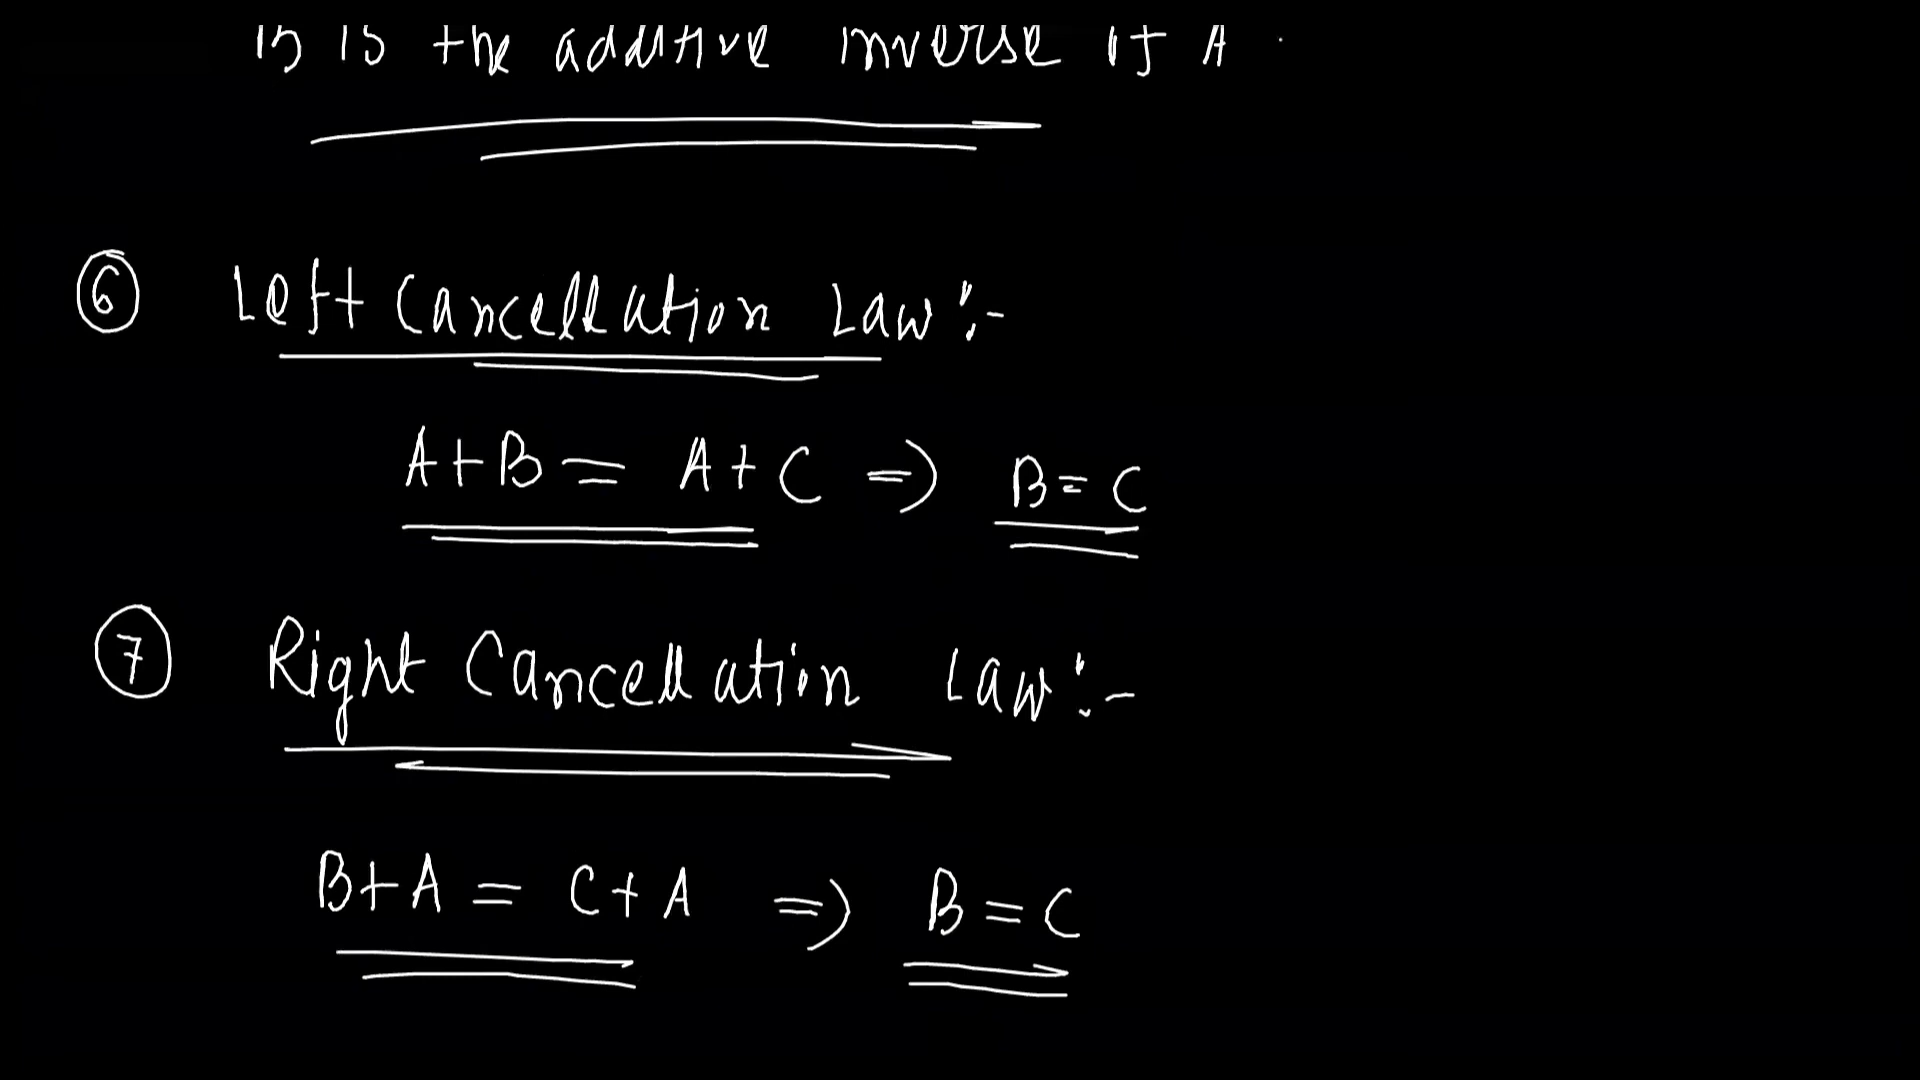 B is the additive inverse of A.
⑥ Left Cancellation Law :-
A+B = A+C => B=C
⑦ Right Cancellation Law :-
B+A = C+A => B=C